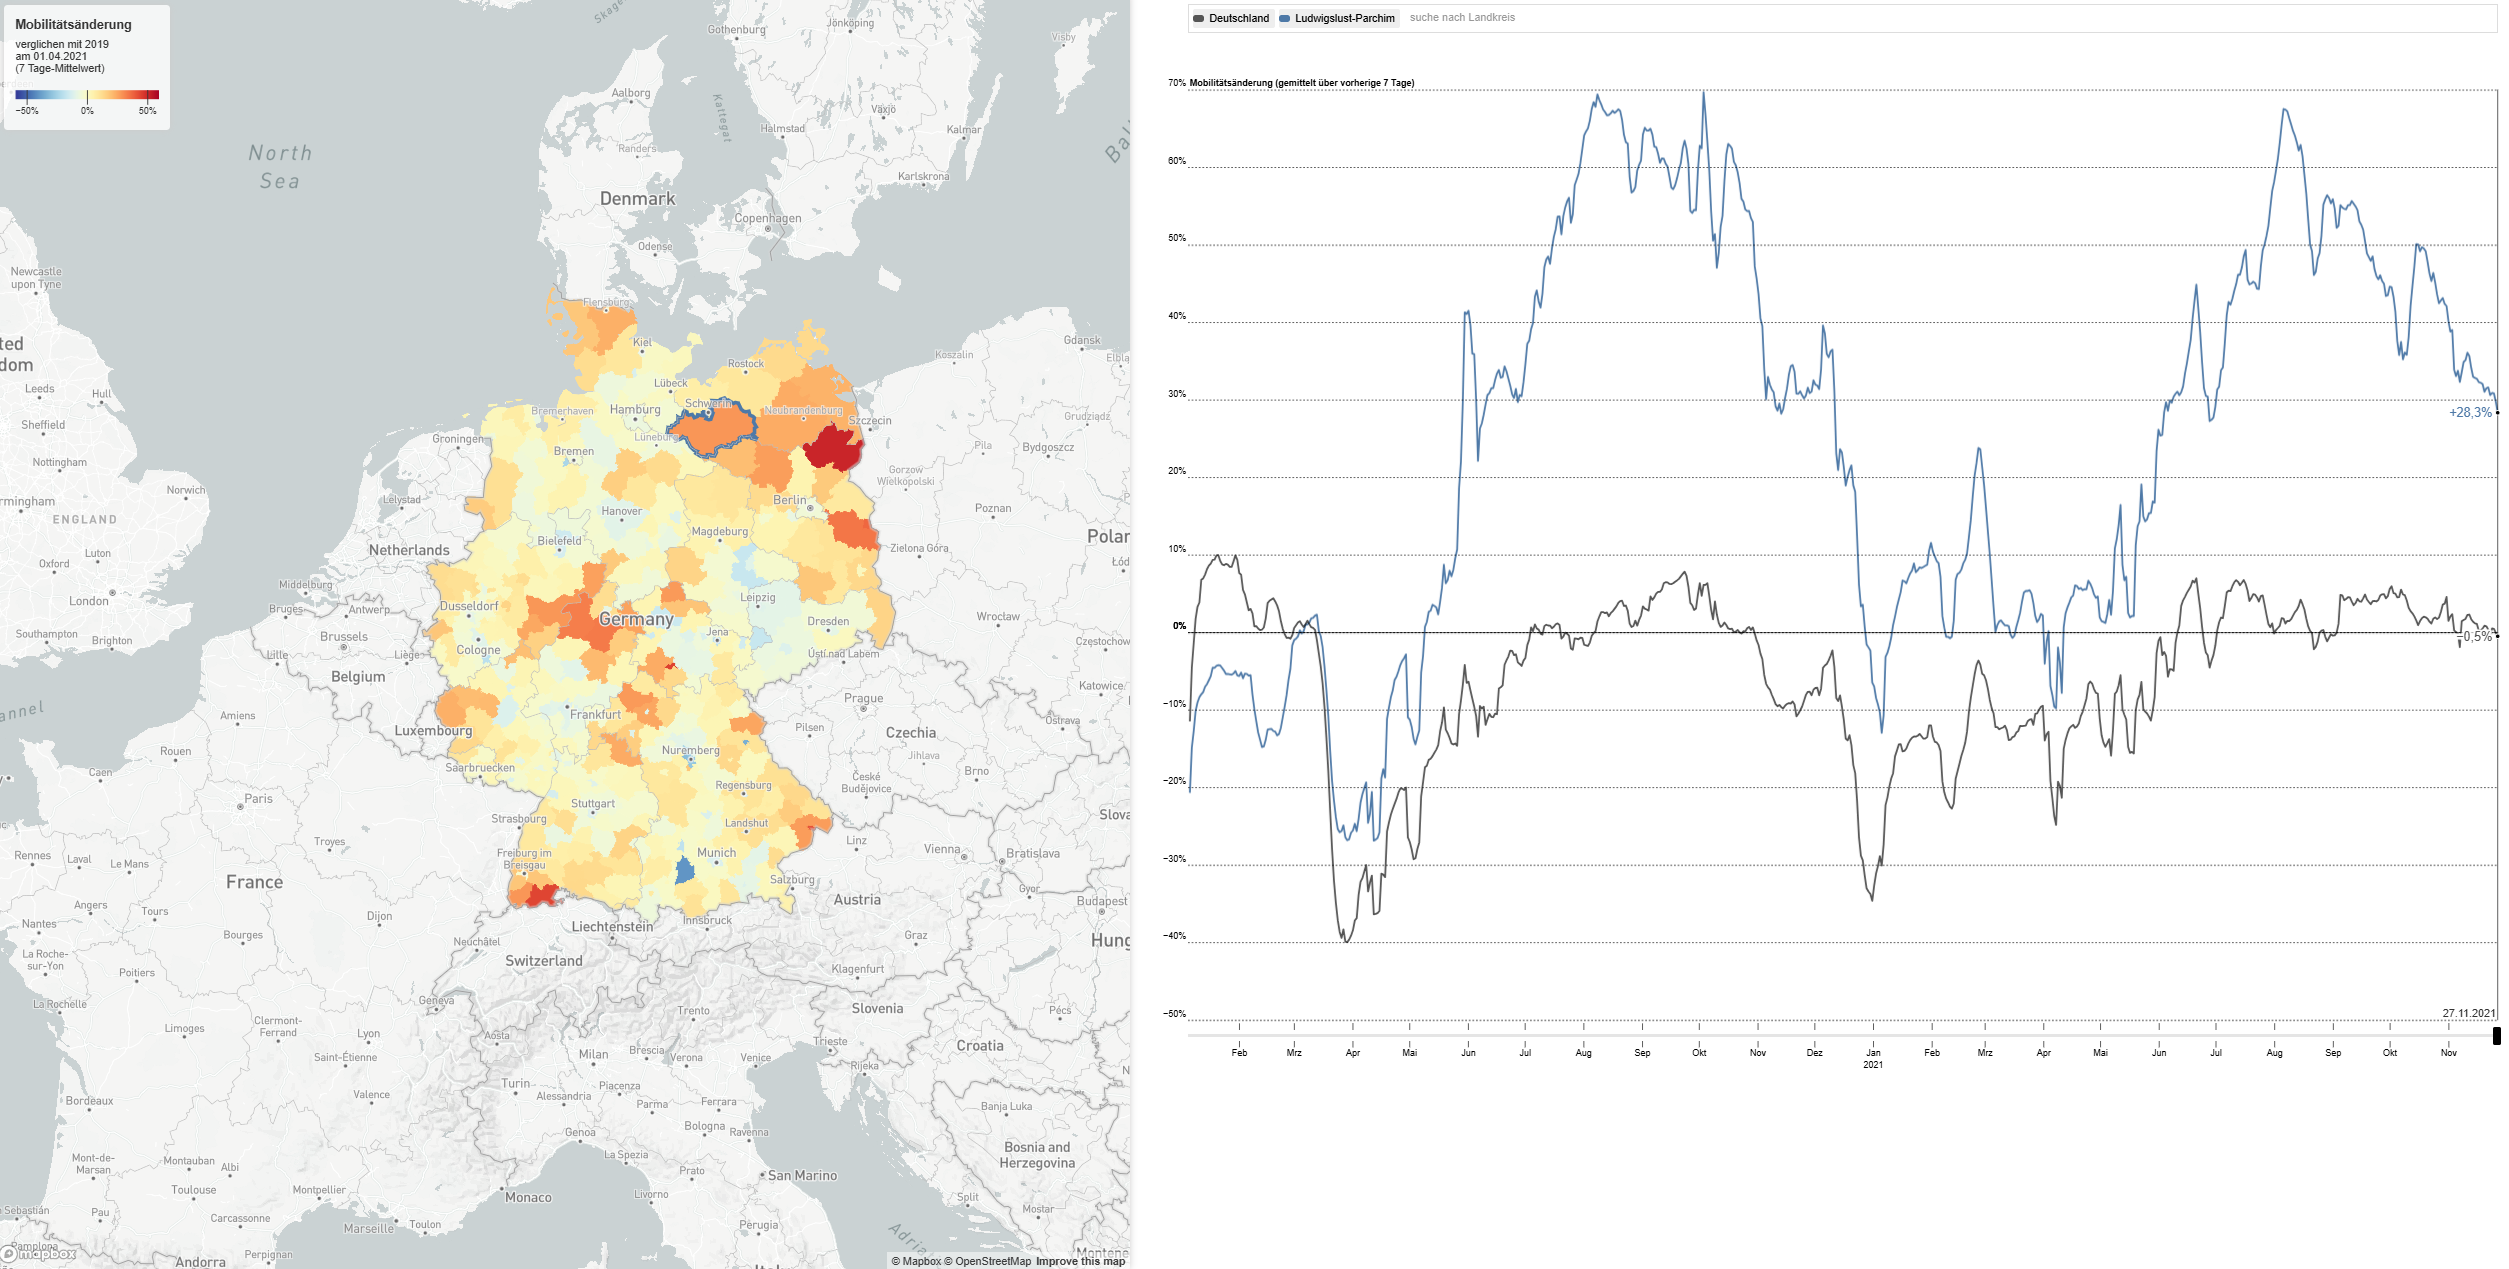 Mobilitätsänderung
verglichen mit 2019
am 01.04.2021
(7 Tage-Mittelwert)
−50% 0% 50%
Gothenburg
Jönköping
Visby
Aalborg
Kattegat
Växjö
Halmstad
Kalmar
Randers
North
Sea
Karlskrona
Denmark
Copenhagen
Odense
Newcastle
upon Tyne
Flensburg
Kiel
Gdansk
Koszalin
Rostock
Leeds
Hull
Lübeck
Schwerin
Bremerhaven
Hamburg
Neubrandenburg
Szczecin
Grudziądz
Sheffield
Groningen
Lüneburg
Pila
Bydgoszcz
Nottingham
Bremen
Gorzow
Wielkopolski
Norwich
Lelystad
Berlin
Poznan
ENGLAND
Hanover
Magdeburg
Luton
Netherlands
Bielefeld
Zielona Góra
Oxford
Middelburg
London
Bruges
Antwerp
Dusseldorf
Leipzig
Germany
Wrocław
Southampton
Brighton
Brussels
Jena
Dresden
Lille
Liège
Cologne
Ústí nad Labem
Belgium
Prague
Katowice
Amiens
Frankfurt
Pilsen
Ostrava
Luxembourg
Czechia
Rouen
Nuremberg
Jihlava
Caen
Saarbruecken
České
Budějovice
Brno
Paris
Regensburg
Stuttgart
Strasbourg
Landshut
Troyes
Linz
Rennes
Laval
Le Mans
Freiburg im
Breisgau
Munich
Vienna
Bratislava
France
Salzburg
Gyor
Austria
Budapest
Angers
Tours
Dijon
Innsbruck
Nantes
Liechtenstein
Bourges
Neuchâtel
Graz
La Roche-
sur-Yon
Switzerland
Poitiers
Klagenfurt
La Rochelle
Geneva
Trento
Slovenia
Pécs
Limoges
Clermont-
Ferrand
Lyon
Aosta
Trieste
Croatia
Saint-Étienne
Milan
Brescia
Verona
Venice
Rijeka
Turin
Piacenza
Bordeaux
Valence
Alessandria
Parma
Ferrara
Banja Luka
Bologna
Ravenna
Genoa
La Spezia
Bosnia and
Herzegovina
Mont-de-
Marsan
Montauban
Albi
Prato
San Marino
Toulouse
Montpellier
Monaco
Livorno
Split
Sebastián
Pau
Carcassonne
Marseille
Toulon
Mostar
Perugia
Pamplona
mapbox
Andorra
Perpignan
© Mapbox © OpenStreetMap Improve this map
Deutschland Ludwigslust-Parchim suche nach Landkreis
70% Mobilitätsänderung (gemittelt über vorherige 7 Tage)
60%
50%
40%
30%
+28,3%
20%
10%
0%
−0,5%
−10%
−20%
−30%
−40%
−50%
27.11.2021
Feb Mrz Apr Mai Jun Jul Aug Sep Okt Nov Dez Jan Feb Mrz Apr Mai Jun Jul Aug Sep Okt Nov
2021